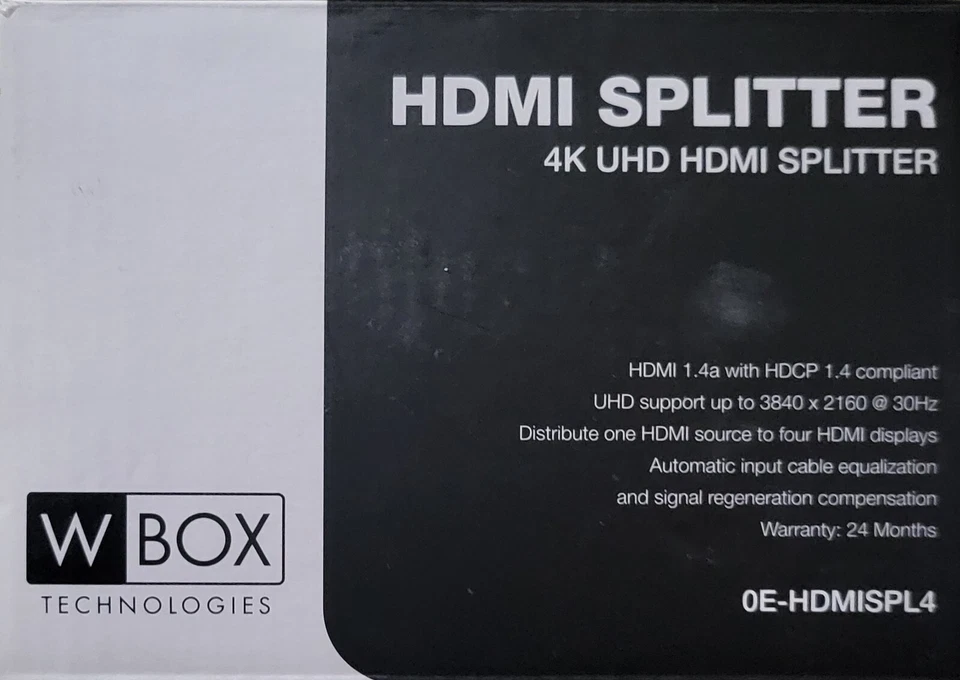 HDMI SPLITTER
4K UHD HDMI SPLITTER
HDMI 1.4a with HDCP 1.4 compliant
UHD support up to 3840 x 2160 @ 30Hz
Distribute one HDMI source to four HDMI displays
Automatic input cable equalization
and signal regeneration compensation
Warranty: 24 Months
0E-HDMISPL4
W BOX
TECHNOLOGIES